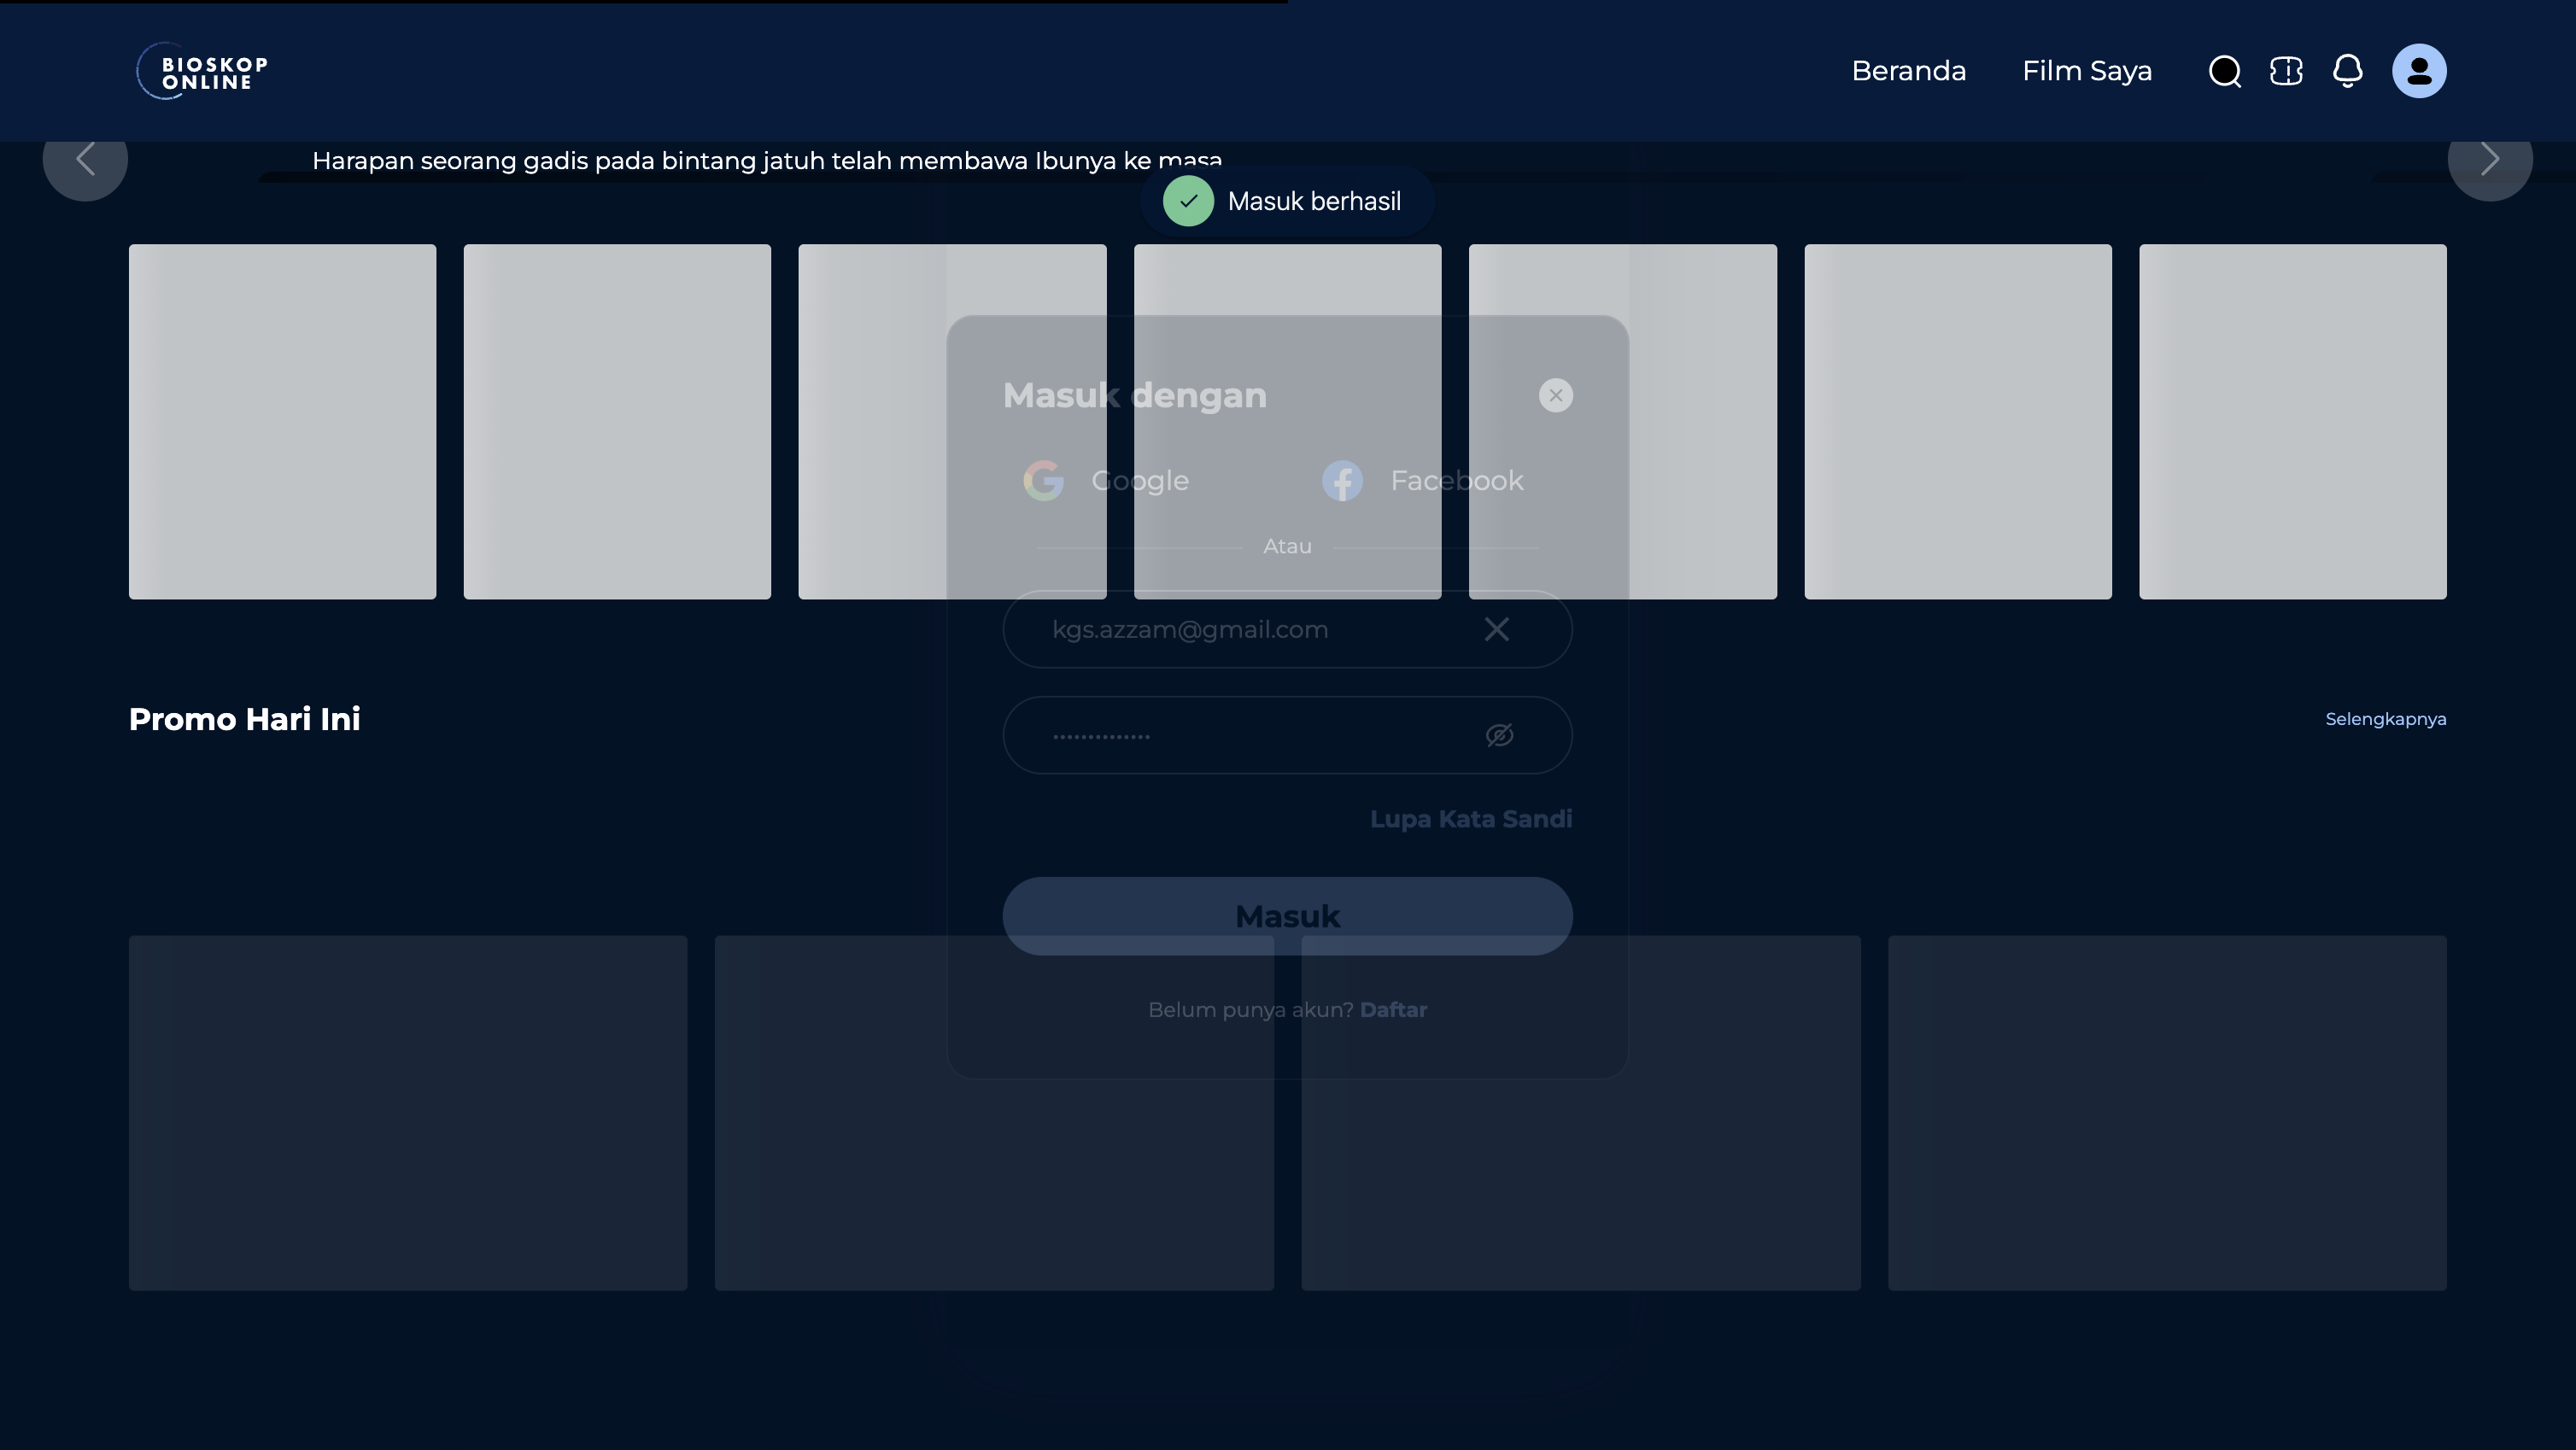 BIOSKOP
ONLINE
Beranda
Film Saya
Harapan seorang gadis pada bintang jatuh telah membawa Ibunya ke masa
Masuk berhasil
Masuk dengan
Google
Facebook
Atau
kgs.azzam@gmail.com
Promo Hari Ini
Selengkapnya
Lupa Kata Sandi
Masuk
Belum punya akun? Daftar